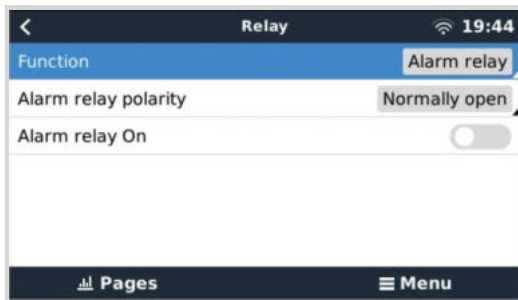 Relay 19:44
Function Alarm relay
Alarm relay polarity Normally open
Alarm relay On
Pages Menu